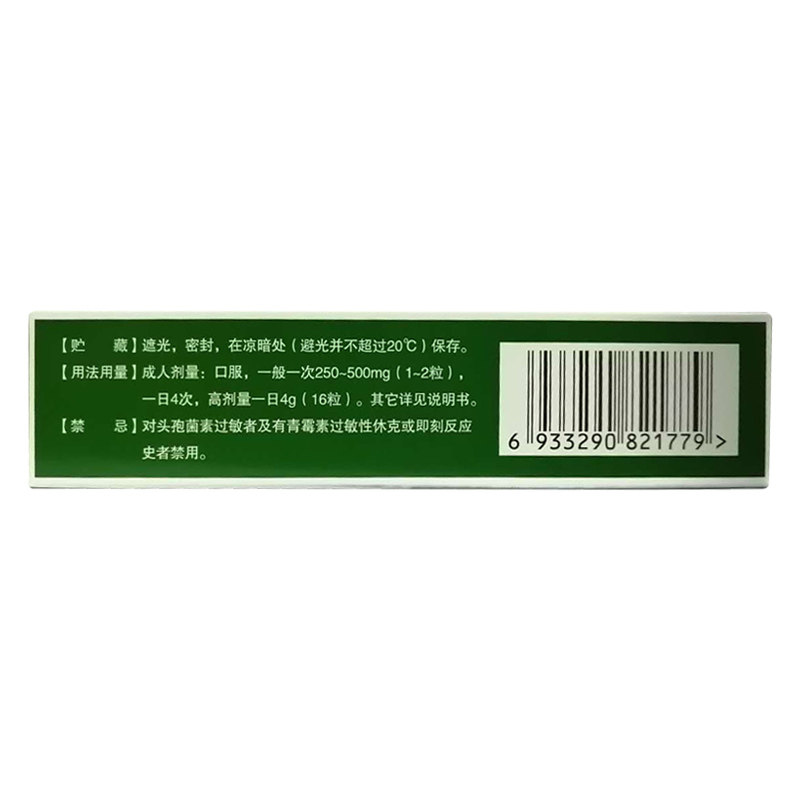 【贮　　藏】遮光，密封，在凉暗处（避光并不超过20℃）保存。
【用法用量】成人剂量：口服，一般一次250~500mg（1~2粒），
一日4次，高剂量一日4g（16粒）。其它详见说明书。
【禁　　忌】对头孢菌素过敏者及有青霉素过敏性休克或即刻反应
史者禁用。
6 933290 821779 >